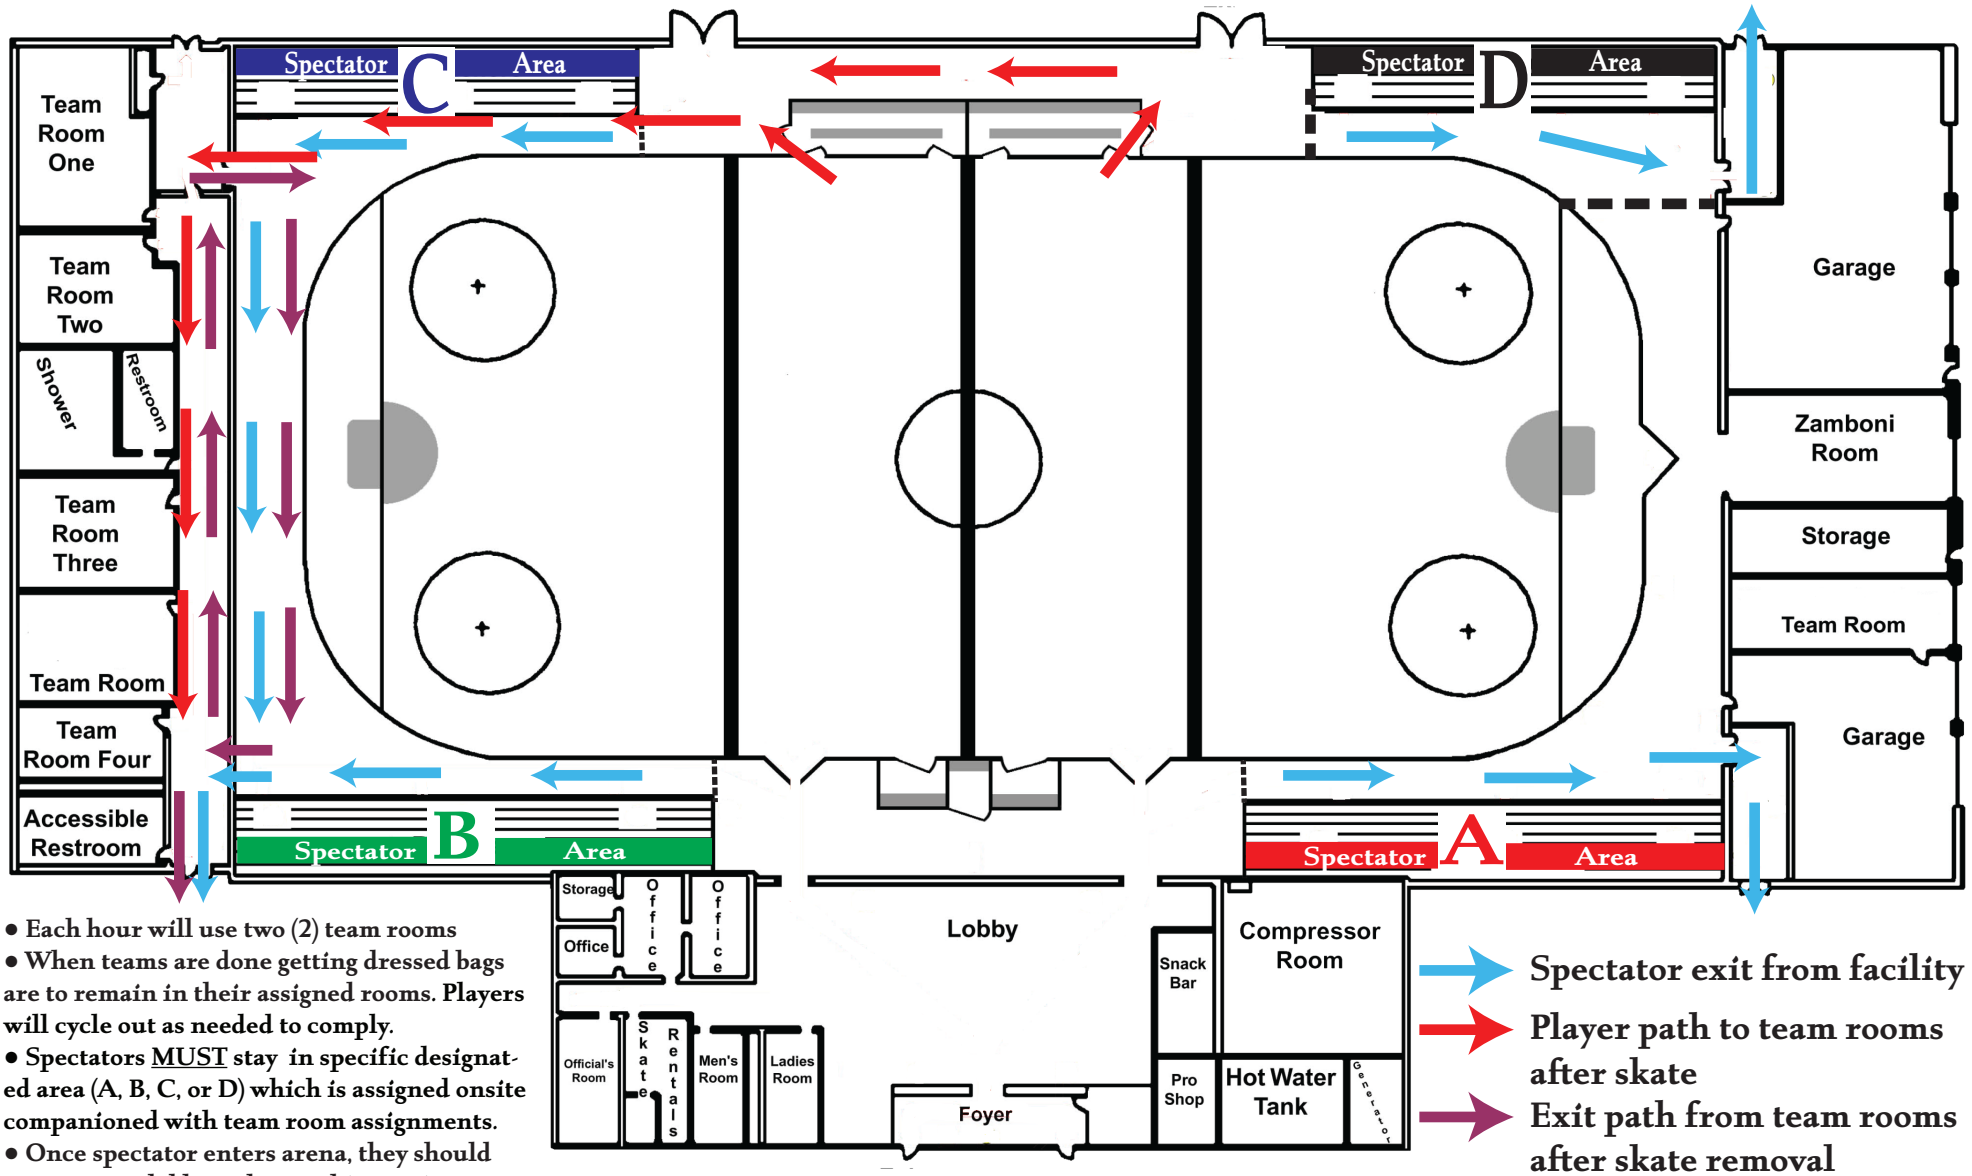 Spectator C Area
Spectator D Area
Team
Room
One
Team
Room
Two
Shower
Restroom
Team
Room
Three
Team Room
Team
Room Four
Accessible
Restroom
Garage
Zamboni
Room
Storage
Team Room
Garage
Spectator B Area
Spectator A Area
Storage
Office
Office
Office
Lobby
Snack
Bar
Compressor
Room
Official's
Room
Skate
Rentals
Men's
Room
Ladies
Room
Foyer
Pro
Shop
Hot Water
Tank
Generator
● Each hour will use two (2) team rooms
● When teams are done getting dressed bags
are to remain in their assigned rooms. Players
will cycle out as needed to comply.
● Spectators MUST stay in specific designat-
ed area (A, B, C, or D) which is assigned onsite
companioned with team room assignments.
● Once spectator enters arena, they should
Spectator exit from facility
Player path to team rooms
after skate
Exit path from team rooms
after skate removal